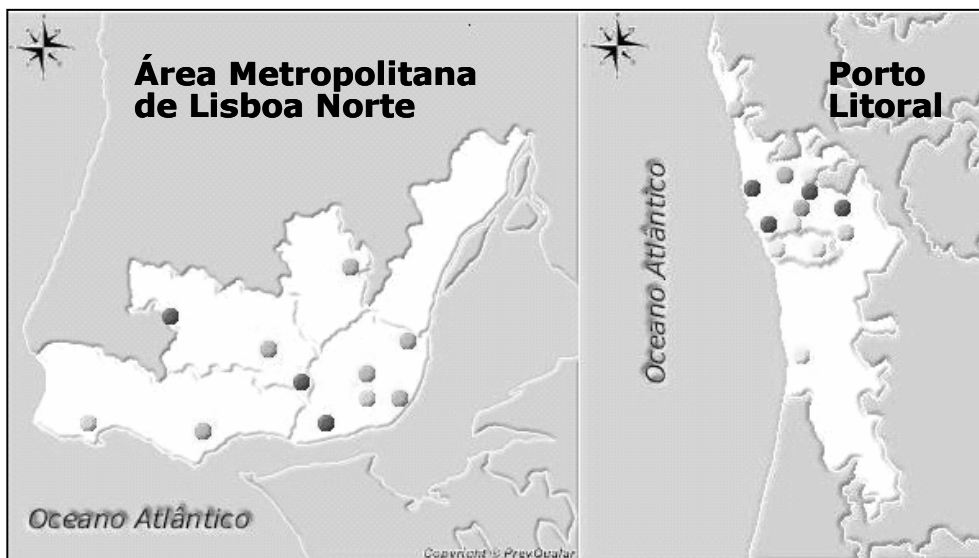 Área Metropolitana
de Lisboa Norte
Oceano Atlântico
Copyright © PrevQualar
Porto
Litoral
Oceano Atlântico